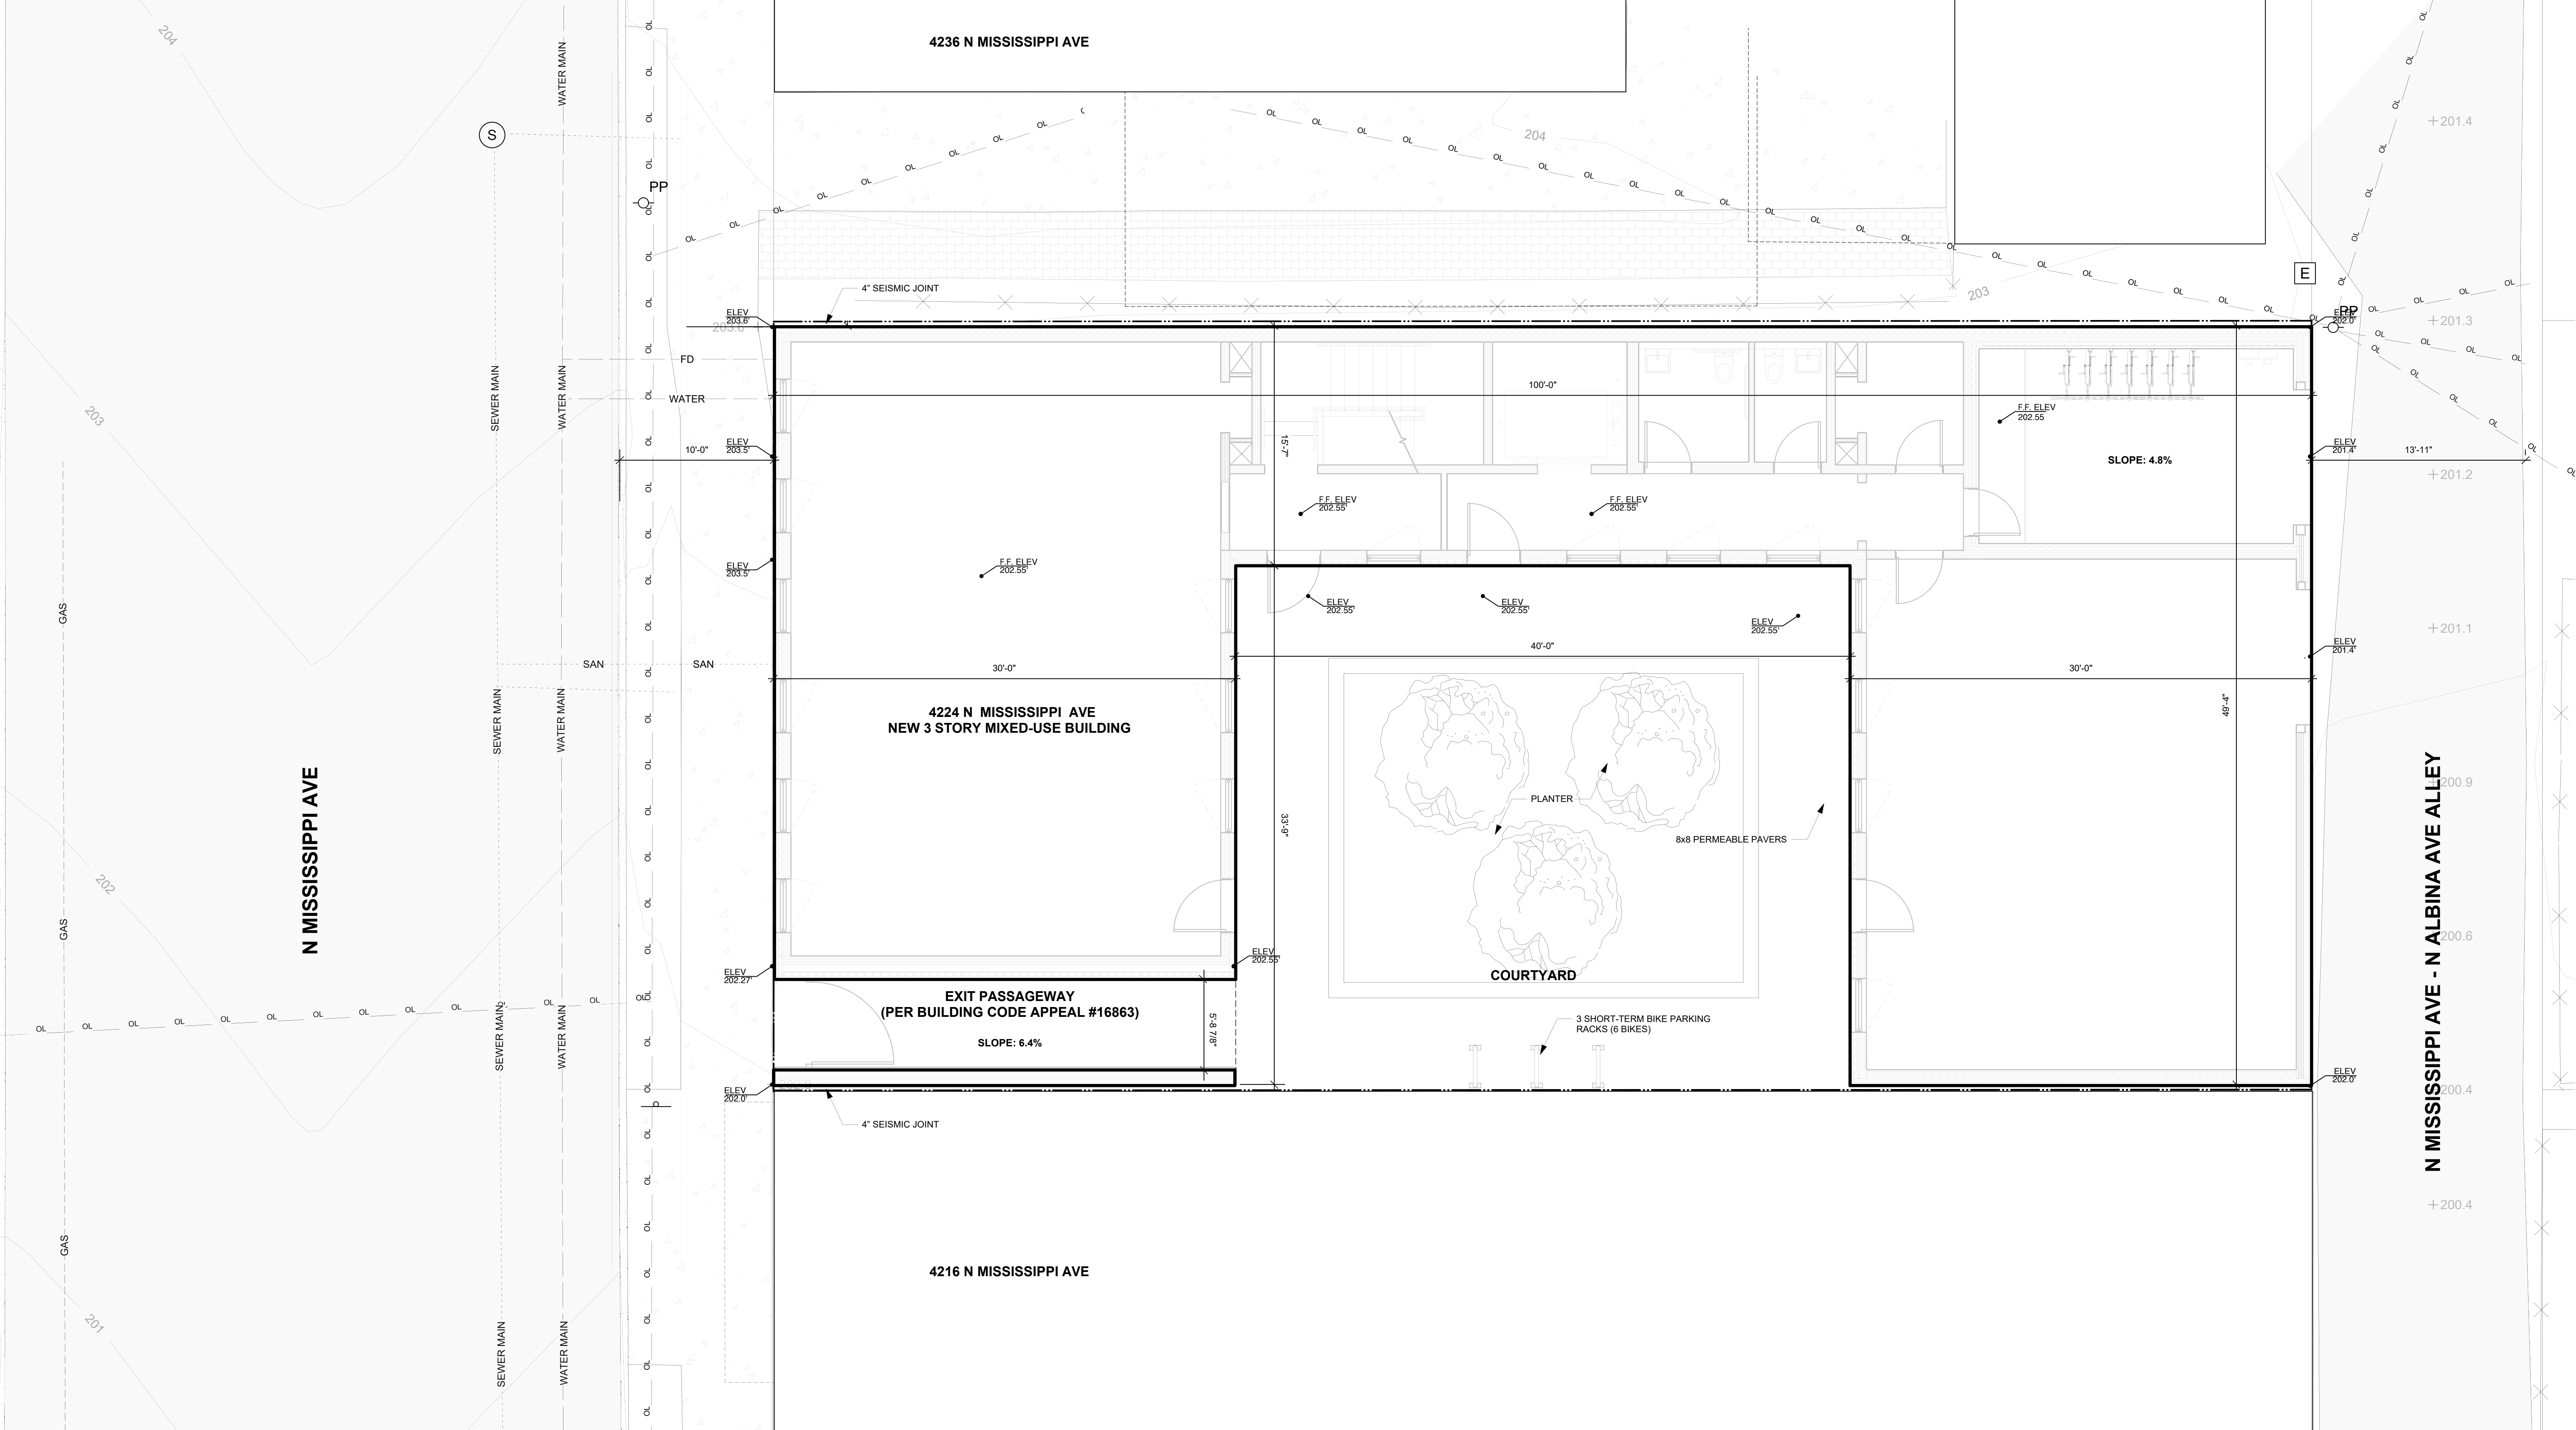 204
4236 N MISSISSIPPI AVE
WATER MAIN
OL
S
PP
204
+201.4
4" SEISMIC JOINT
203
E
ELEV
203.6'
203.6
PP
ELEV
202.0'
+201.3
FD
SEWER MAIN
WATER MAIN
WATER
100'-0"
203
F.F. ELEV
202.55
10'-0"
ELEV
203.5'
15'-7"
SLOPE: 4.8%
ELEV
201.4'
13'-11"
+201.2
F.F. ELEV
202.55'
F.F. ELEV
202.55'
ELEV
203.5'
F.F. ELEV
202.55'
GAS
ELEV
202.55'
ELEV
202.55'
ELEV
202.55'
+201.1
40'-0"
ELEV
201.4'
SAN
SAN
30'-0"
30'-0"
49'-4"
SEWER MAIN
WATER MAIN
4224 N MISSISSIPPI AVE
NEW 3 STORY MIXED-USE BUILDING
N MISSISSIPPI AVE
PLANTER
33'-9"
8x8 PERMEABLE PAVERS
+200.9
N MISSISSIPPI AVE - N ALBINA AVE ALLEY
202
GAS
+200.6
ELEV
202.27'
ELEV
202.55'
COURTYARD
EXIT PASSAGEWAY
(PER BUILDING CODE APPEAL #16863)
SLOPE: 6.4%
5'-8 7/8"
3 SHORT-TERM BIKE PARKING
RACKS (6 BIKES)
SEWER MAIN
WATER MAIN
ELEV
202.0'
ELEV
202.0'
+200.4
4" SEISMIC JOINT
+200.4
GAS
4216 N MISSISSIPPI AVE
201
SEWER MAIN
WATER MAIN